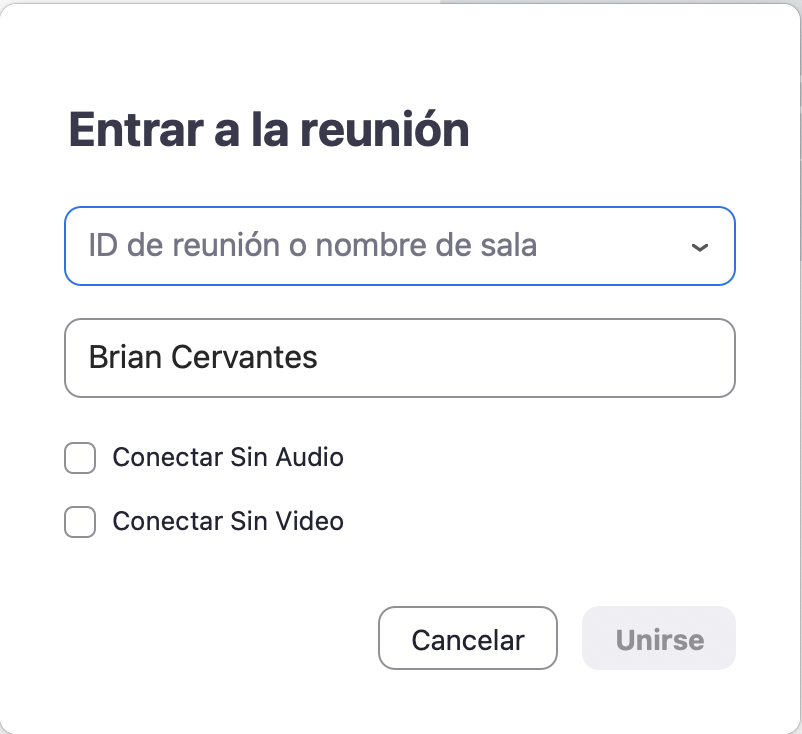 Entrar a la reunión
ID de reunión o nombre de sala
Brian Cervantes
Conectar Sin Audio
Conectar Sin Video
Cancelar
Unirse